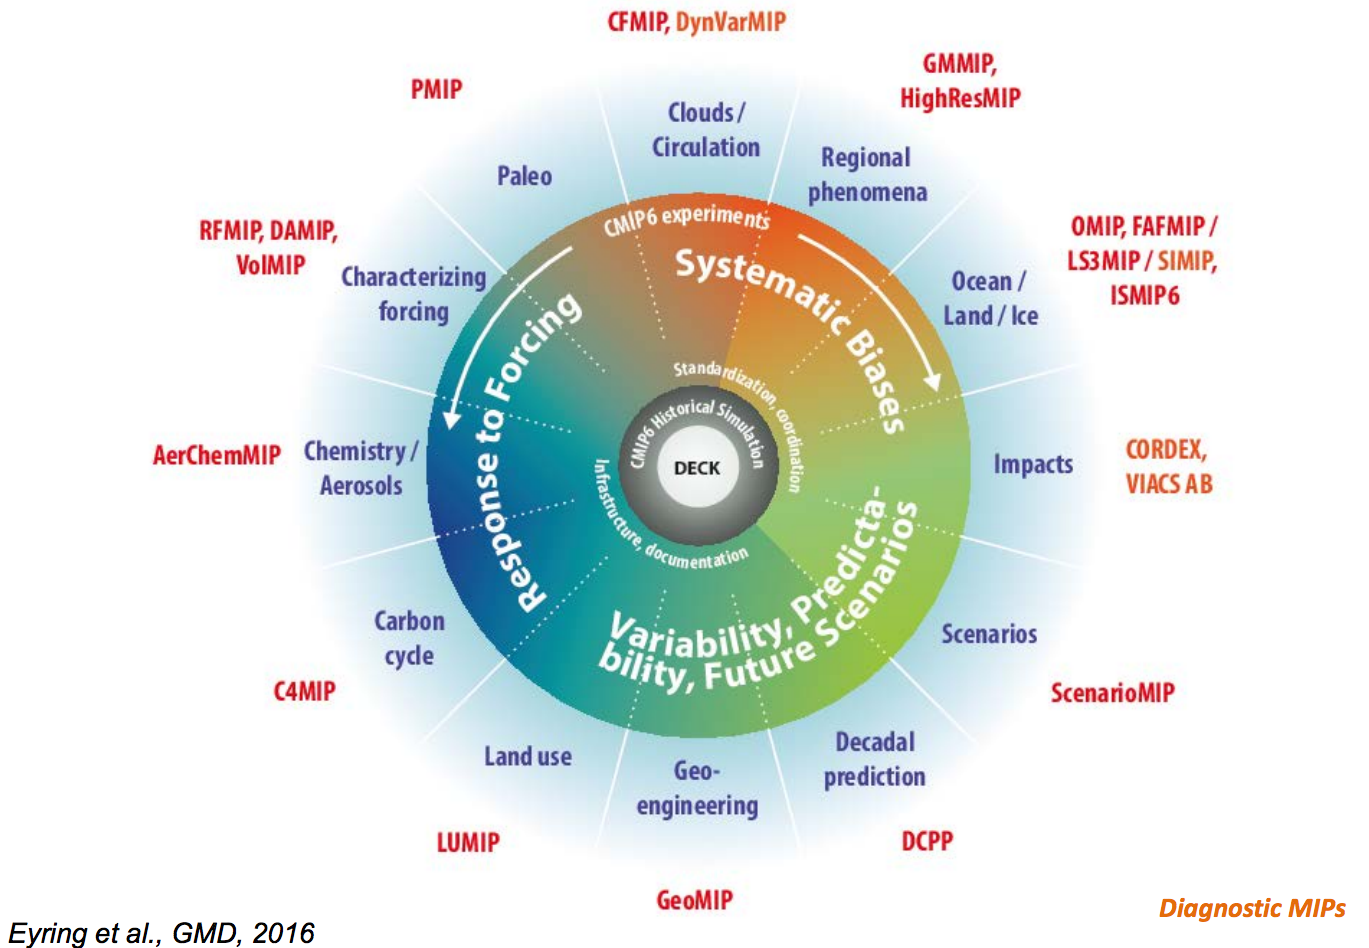 CFMIP, DynVarMIP
GMMIP,
HighResMIP
PMIP
Clouds /
Circulation
Regional
phenomena
Paleo
RFMIP, DAMIP,
VolMIP
OMIP, FAFMIP /
LS3MIP / SIMIP,
ISMIP6
Characterizing
forcing
CMIP6 experiments
Systematic Biases
Ocean /
Land / Ice
Response to Forcing
Standardization, coordination
CMIP6 Historical Simulation
DECK
Infrastructure, documentation
AerChemMIP
Chemistry /
Aerosols
Impacts
CORDEX,
VIACS AB
Variability, Predicta-
bility, Future Scenarios
Carbon
cycle
Scenarios
C4MIP
ScenarioMIP
Land use
Geo-
engineering
Decadal
prediction
LUMIP
DCPP
GeoMIP
Diagnostic MIPs
Eyring et al., GMD, 2016